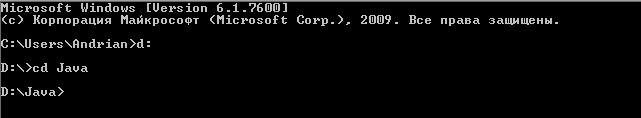 Microsoft Windows [Version 6.1.7600]
(c) Корпорация Майкрософт (Microsoft Corp.), 2009. Все права защищены.
C:\Users\Andrian>d:
D:\>cd Java
D:\Java>